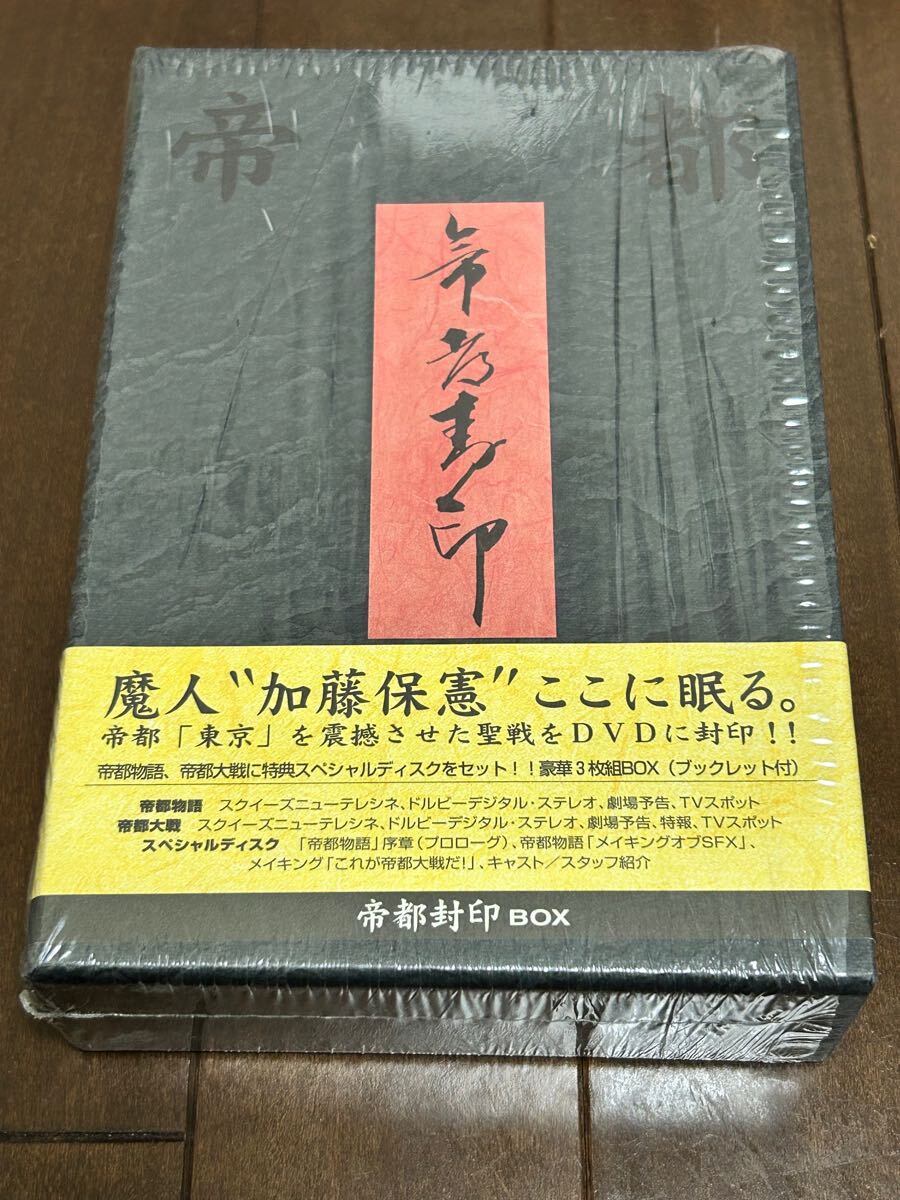 帝 都
帝都封印
魔人〝加藤保憲〟ここに眠る。
帝都「東京」を震撼させた聖戦をDVDに封印!!
帝都物語、帝都大戦に特典スペシャルディスクをセット!!豪華3枚組BOX(ブックレット付)
帝都物語 スクイーズニューテレシネ、ドルビーデジタル・ステレオ、劇場予告、TVスポット
帝都大戦 スクイーズニューテレシネ、ドルビーデジタル・ステレオ、劇場予告、特報、TVスポット
スペシャルディスク 「帝都物語」序章(プロローグ)、帝都物語「メイキングオブSFX」、
メイキング「これが帝都大戦だ!」、キャスト/スタッフ紹介
帝都封印 BOX